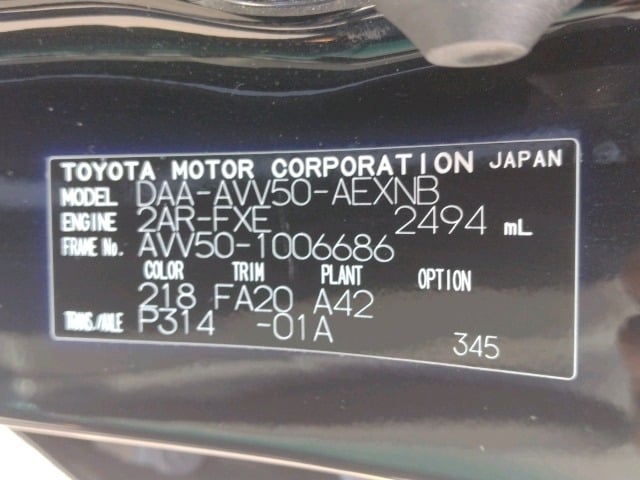 TOYOTA MOTOR CORPORATION JAPAN
MODEL DAA-AVV50-AEXNB
ENGINE 2AR-FXE 2494 mL
FRAME No. AVV50-1006686
COLOR TRIM PLANT OPTION
218 FA20 A42
TRANS./AXLE P314 -01A
345